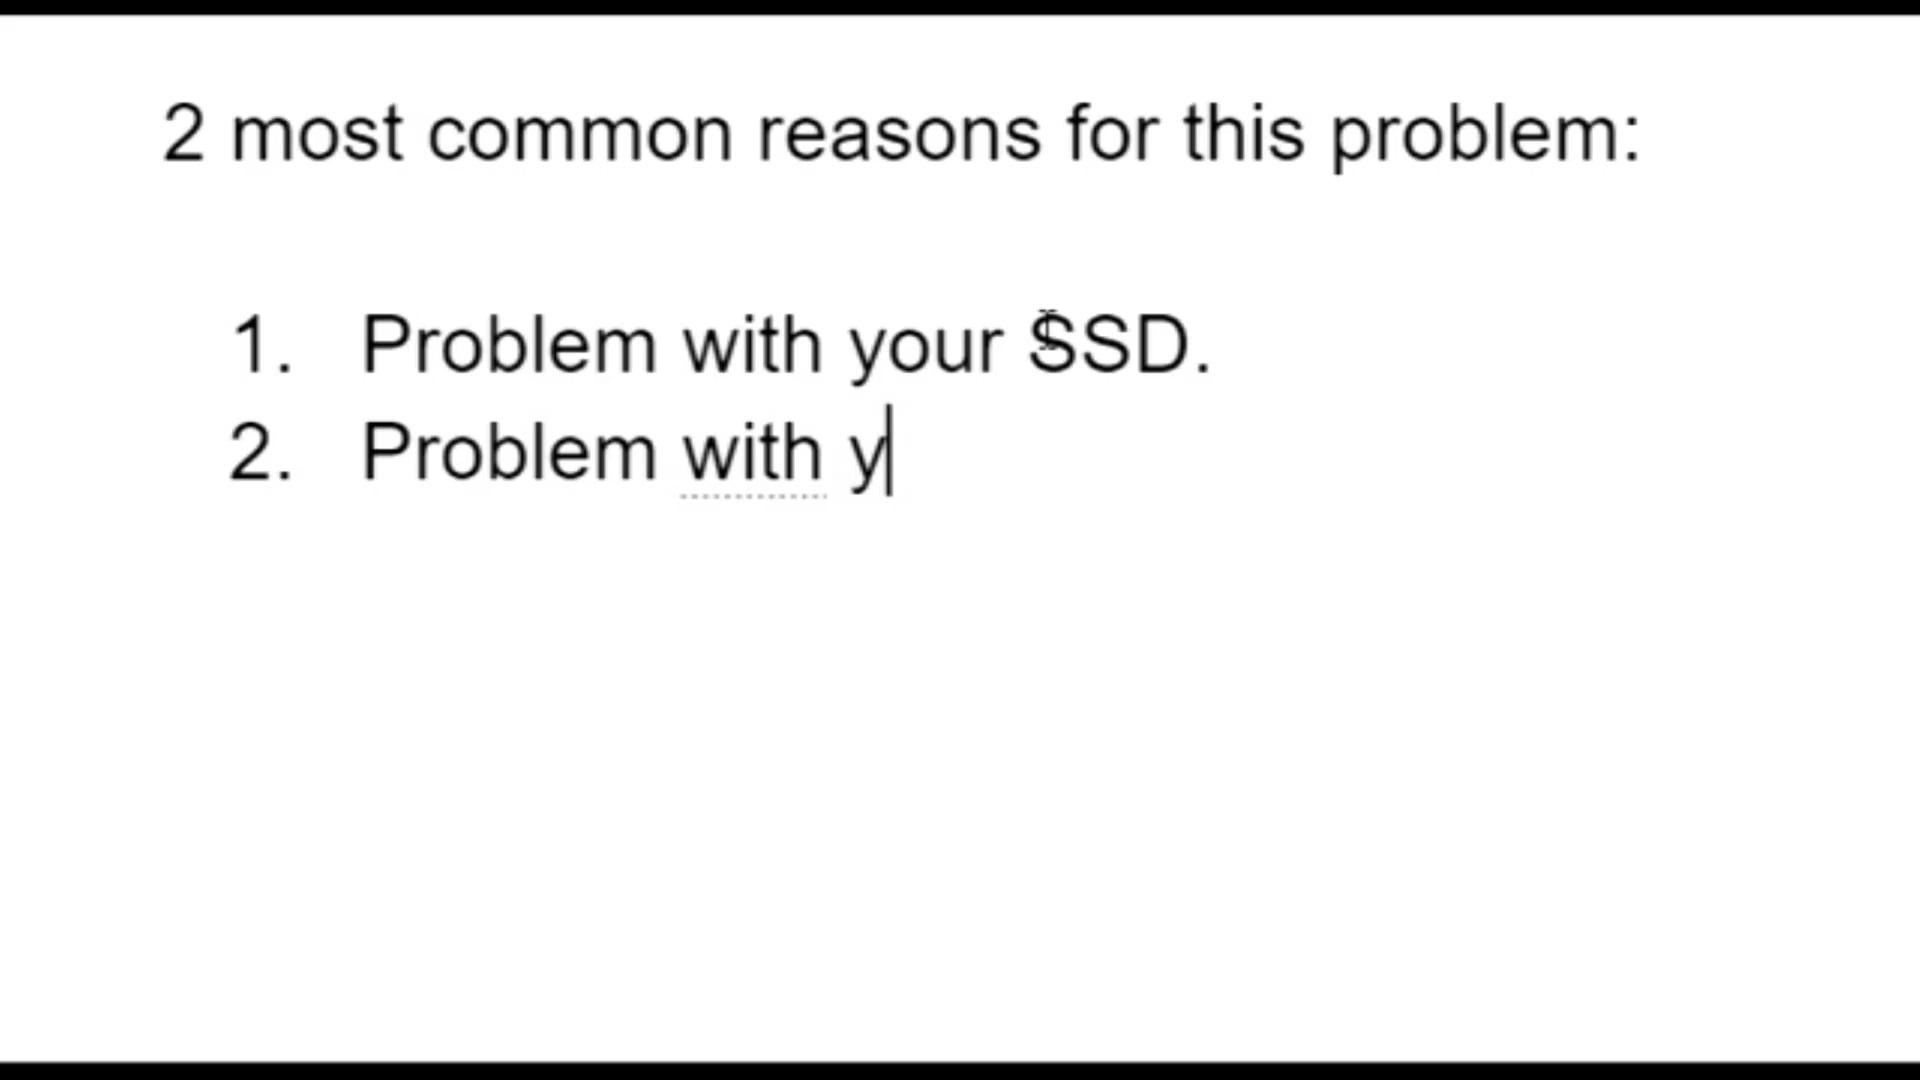 2 most common reasons for this problem:
1. Problem with your SSD.
2. Problem with y